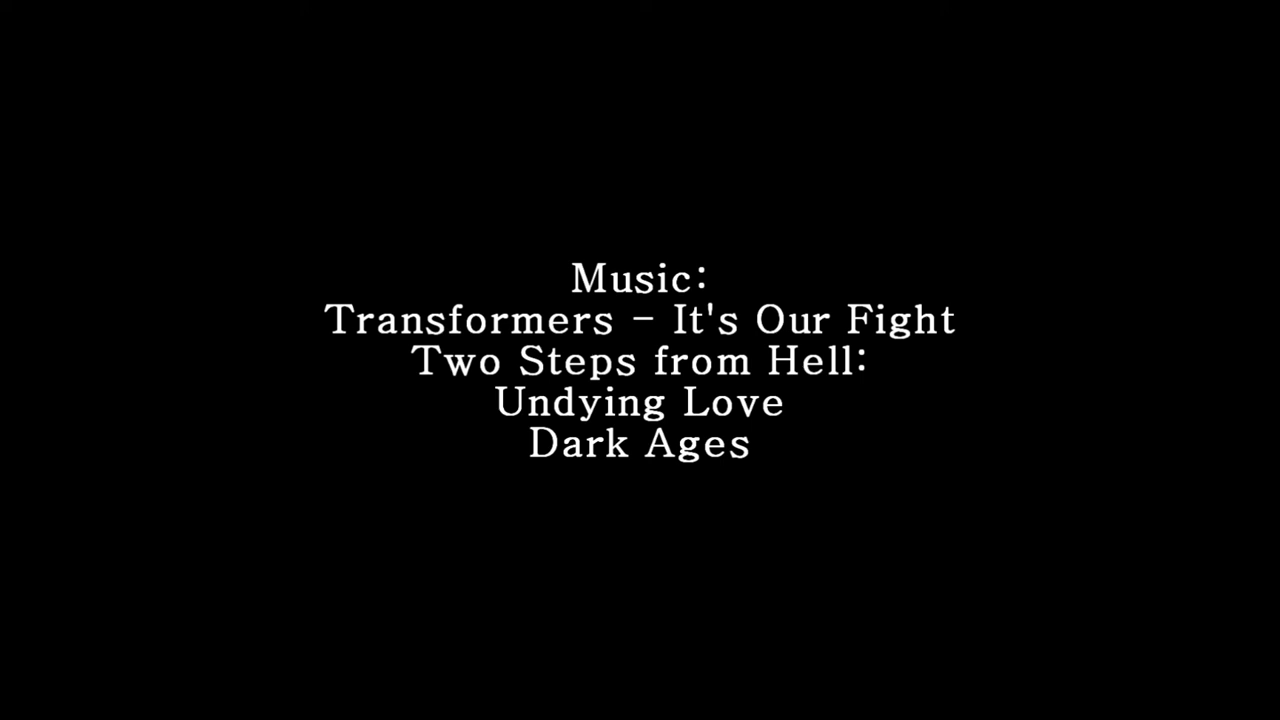 Music:
Transformers - It's Our Fight
Two Steps from Hell:
Undying Love
Dark Ages